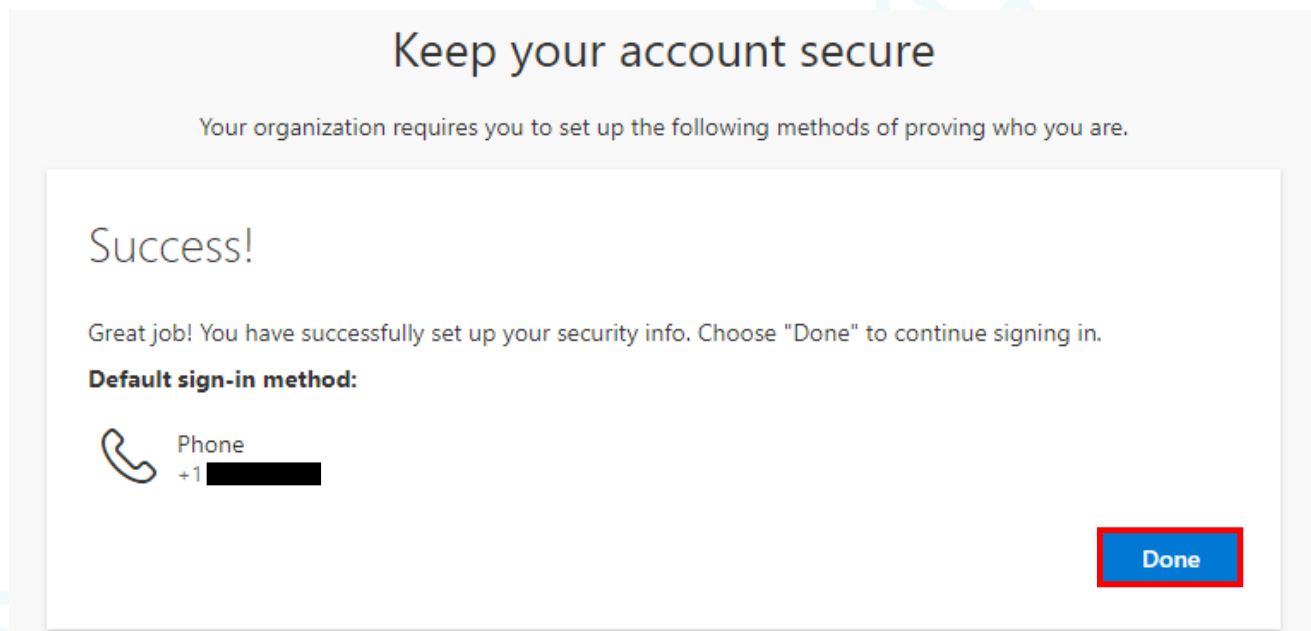 Keep your account secure
Your organization requires you to set up the following methods of proving who you are.
Success!
Great job! You have successfully set up your security info. Choose "Done" to continue signing in.
Default sign-in method:
Phone
+1
Done